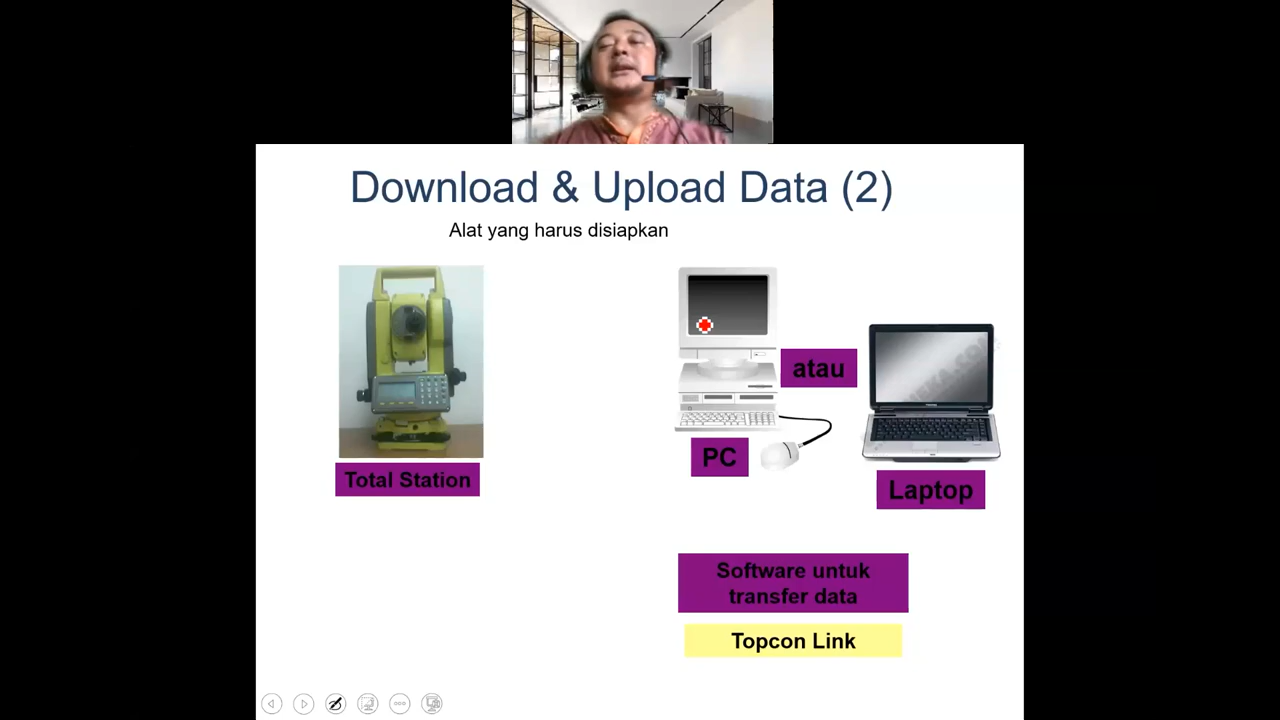 Download & Upload Data (2)
Alat yang harus disiapkan
atau
PC
Total Station
Laptop
Software untuk
transfer data
Topcon Link